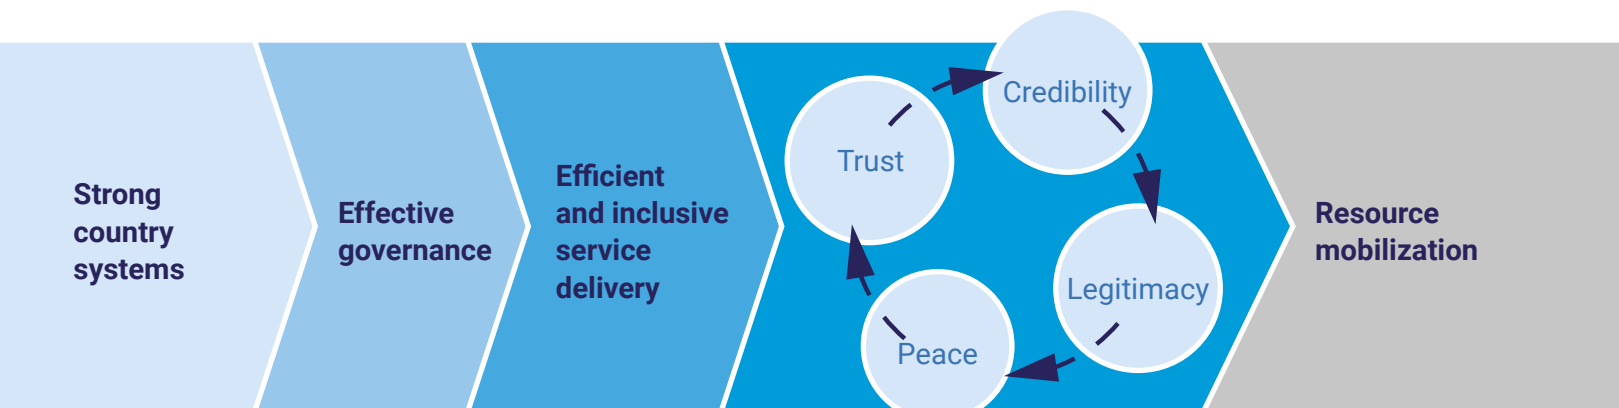 Strong
country
systems
Effective
governance
Efficient
and inclusive
service
delivery
Trust
Credibility
Legitimacy
Peace
Resource
mobilization